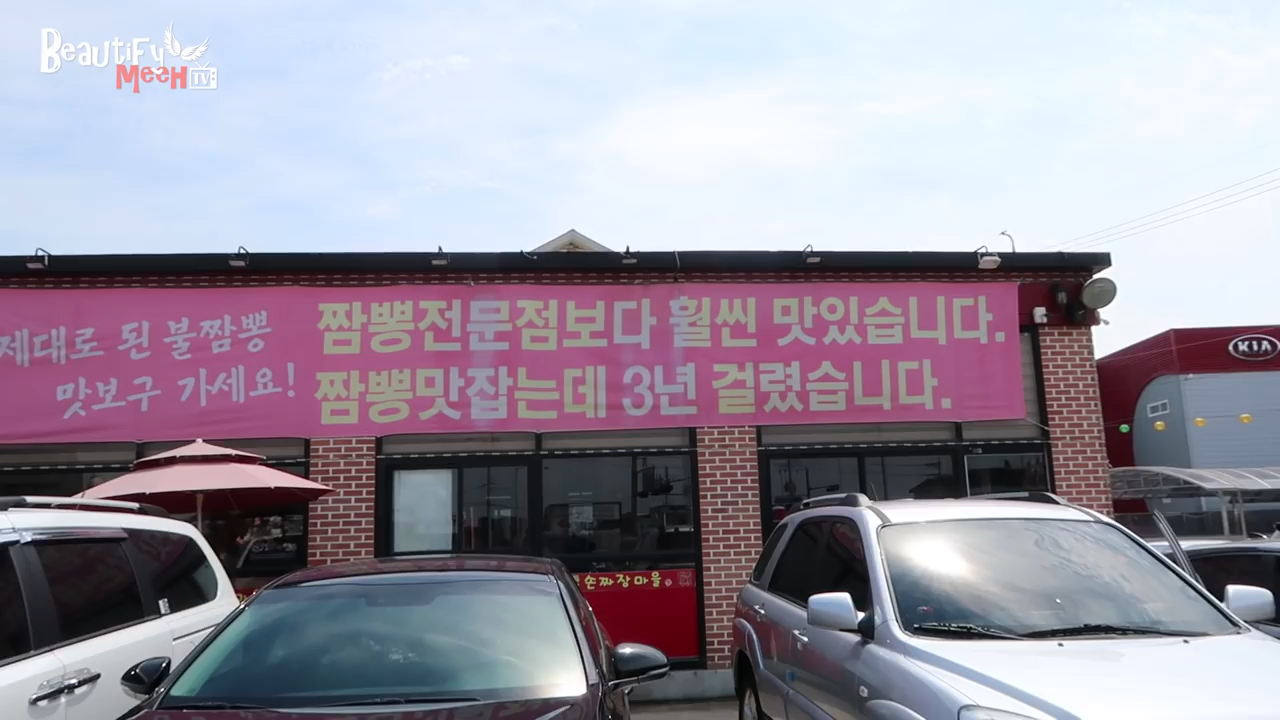 Beautify
Meeh TV
제대로 된 불짬뽕
맛보구 가세요!
짬뽕전문점보다 훨씬 맛있습니다.
짬뽕맛잡는데 3년 걸렸습니다.
KIA
손짜장마을